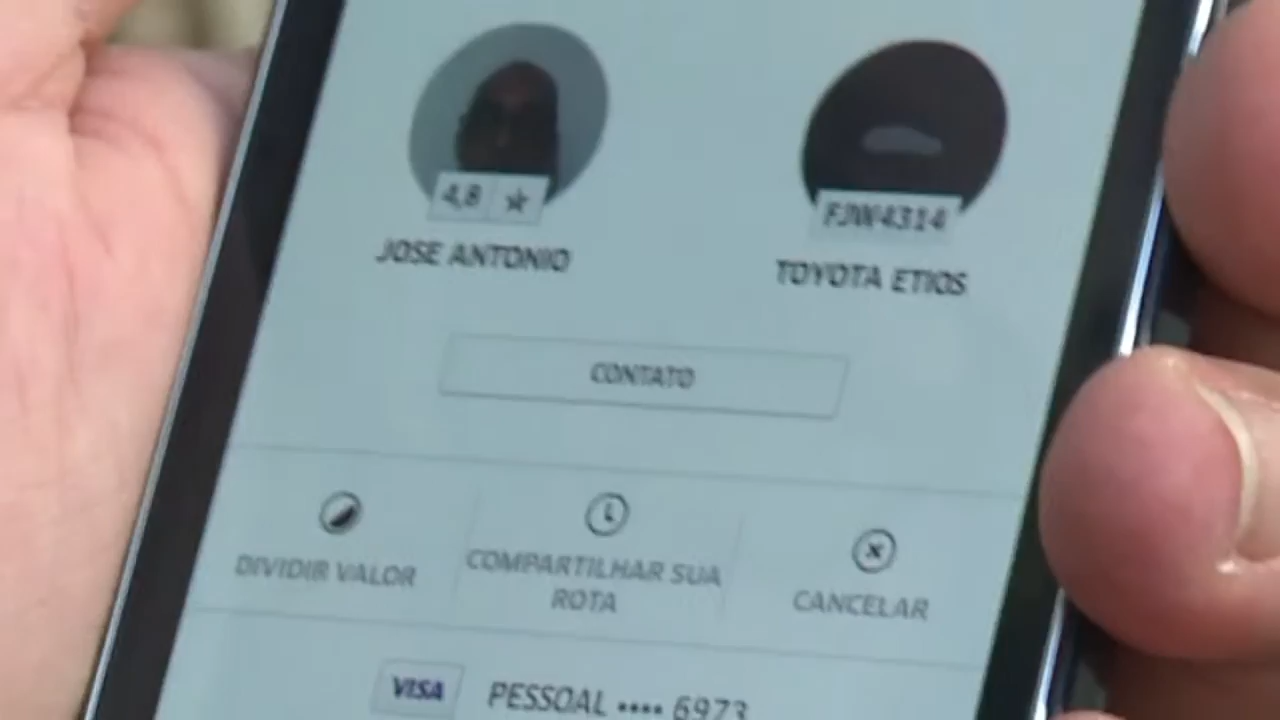 4,8 ★
FJW4314
JOSE ANTONIO
TOYOTA ETIOS
CONTATO
DIVIDIR VALOR
COMPARTILHAR SUA
ROTA
CANCELAR
VISA PESSOAL •••• 6973